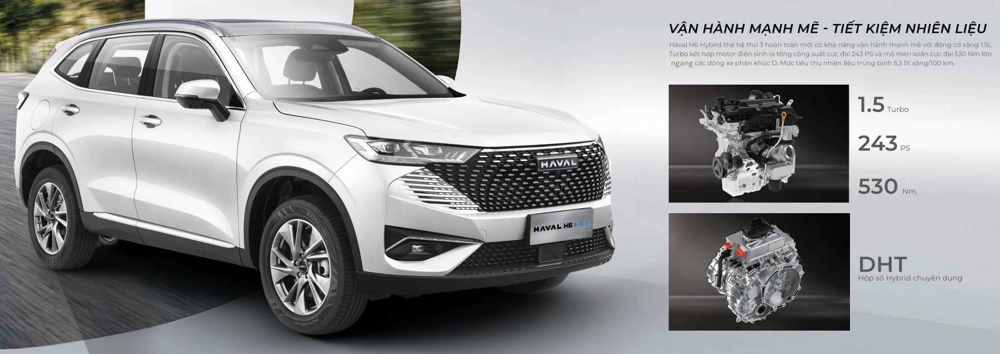 VẬN HÀNH MẠNH MẼ - TIẾT KIỆM NHIÊN LIỆU
Haval H6 Hybird thế hệ thứ 3 hoàn toàn mới có khả năng vận hành mạnh mẽ với động cơ xăng 1.5L
Turbo kết hợp motor điện sinh ra tổng công suất cực đại 243 PS và mô men xoắn cực đại 530 Nm lớn
ngang các dòng xe phân khúc D. Mức tiêu thụ nhiên liệu trung bình 5,5 lít xăng/100 km.
1.5 Turbo
243 PS
530 Nm.
DHT
Hộp số Hybrid chuyên dụng
HAVAL
HAVAL H6 HEV
KUMHO
SOLUS
HAVAL